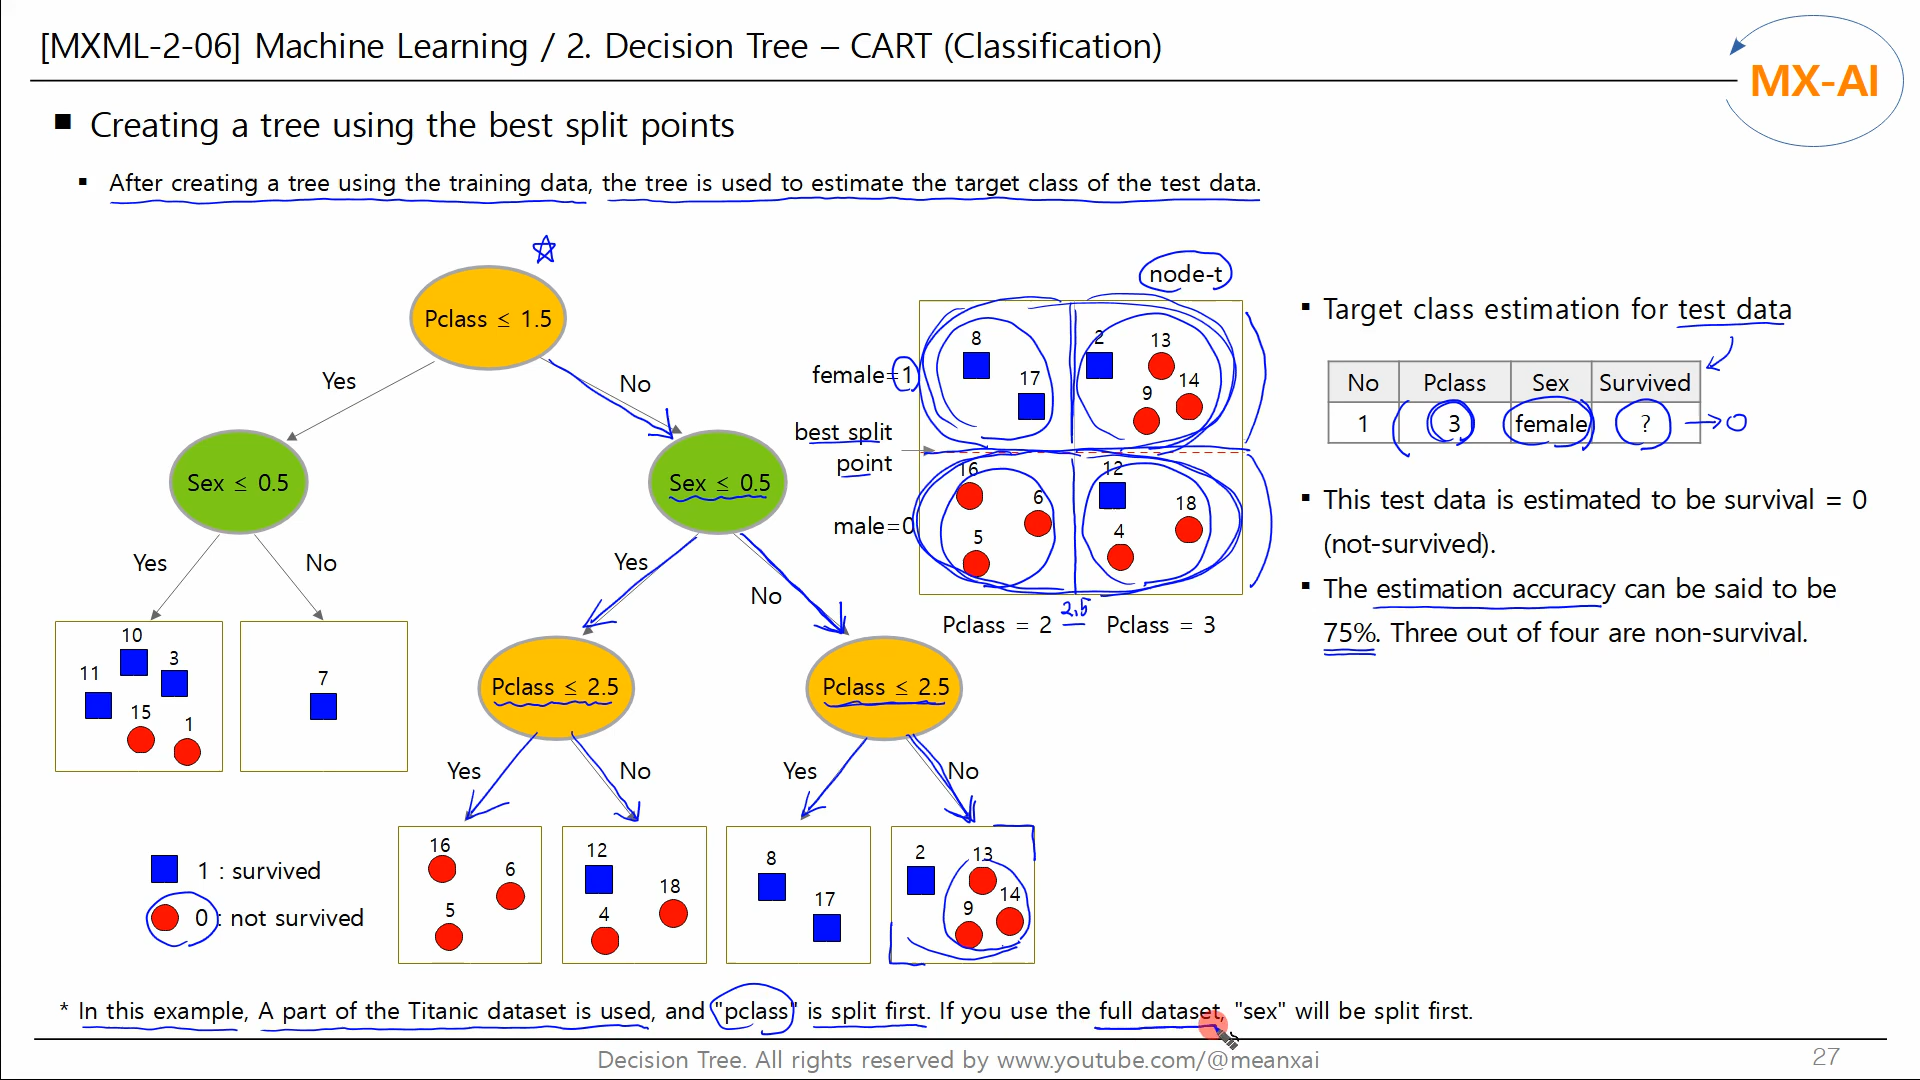 [MXML-2-06] Machine Learning / 2. Decision Tree – CART (Classification)
MX-AI
■ Creating a tree using the best split points
▪ After creating a tree using the training data, the tree is used to estimate the target class of the test data.
Pclass ≤ 1.5
Yes
No
Sex ≤ 0.5
Sex ≤ 0.5
Yes
No
Yes
No
10
11
3
15
1
7
Pclass ≤ 2.5
Pclass ≤ 2.5
Yes
No
Yes
No
16
6
5
12
18
4
8
17
2
13
14
9
1 : survived
0 : not survived
node-t
female=1
8
17
2
13
9
14
best split
point
male=0
16
6
5
12
18
4
2.5
Pclass = 2
Pclass = 3
▪ Target class estimation for test data
No Pclass Sex Survived
1 3 female ? → 0
▪ This test data is estimated to be survival = 0
(not-survived).
▪ The estimation accuracy can be said to be
75%. Three out of four are non-survival.
* In this example, A part of the Titanic dataset is used, and "pclass" is split first. If you use the full dataset, "sex" will be split first.
Decision Tree. All rights reserved by www.youtube.com/@meanxai
27